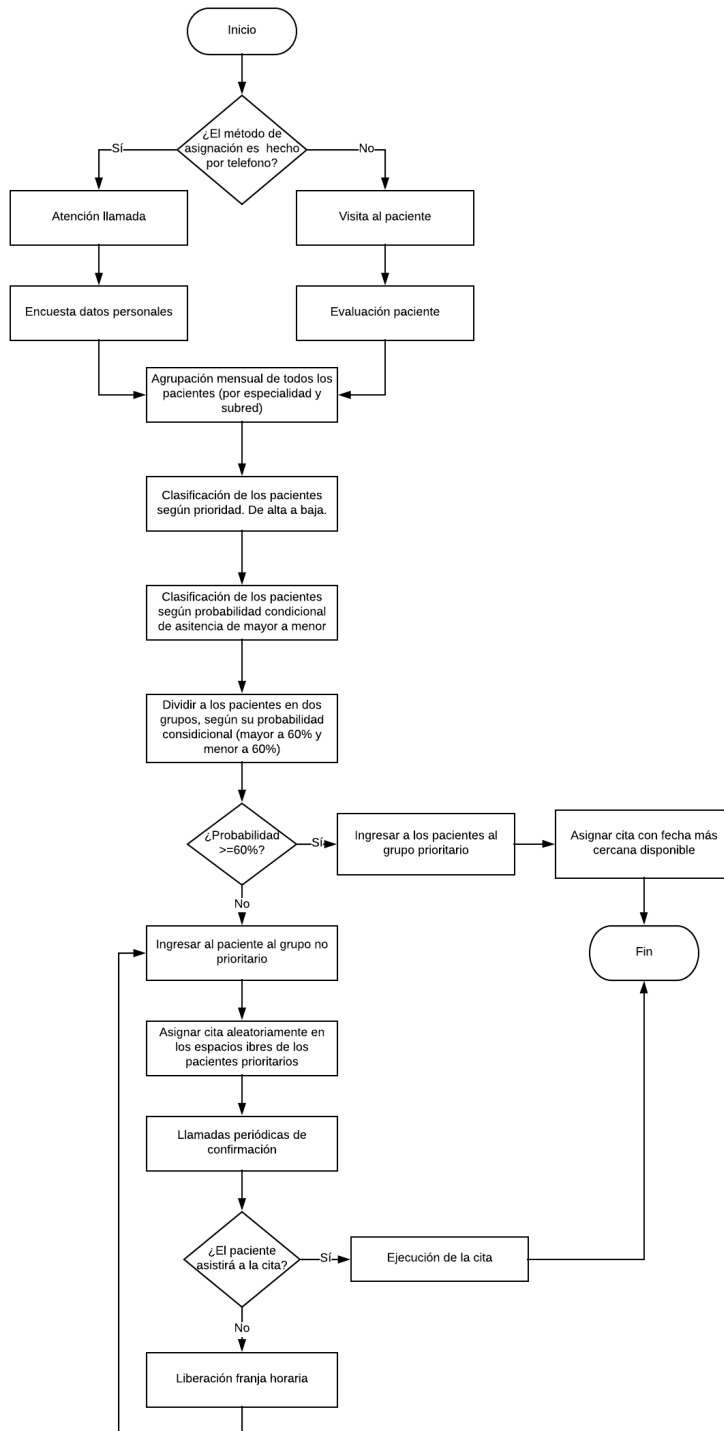 Inicio
¿El método de
asignación es hecho
por telefono?
Sí
No
Atención llamada
Visita al paciente
Encuesta datos personales
Evaluación paciente
Agrupación mensual de todos los
pacientes (por especialidad y
subred)
Clasificación de los pacientes
según prioridad. De alta a baja.
Clasificación de los pacientes
según probabilidad condicional
de asitencia de mayor a menor
Dividir a los pacientes en dos
grupos, según su probabilidad
considicional (mayor a 60% y
menor a 60%)
¿Probabilidad
>=60%?
Sí
Ingresar a los pacientes al
grupo prioritario
Asignar cita con fecha más
cercana disponible
No
Fin
Ingresar al paciente al grupo no
prioritario
Asignar cita aleatoriamente en
los espacios ibres de los
pacientes prioritarios
Llamadas periódicas de
confirmación
¿El paciente
asistirá a la cita?
Sí
Ejecución de la cita
No
Liberación franja horaria